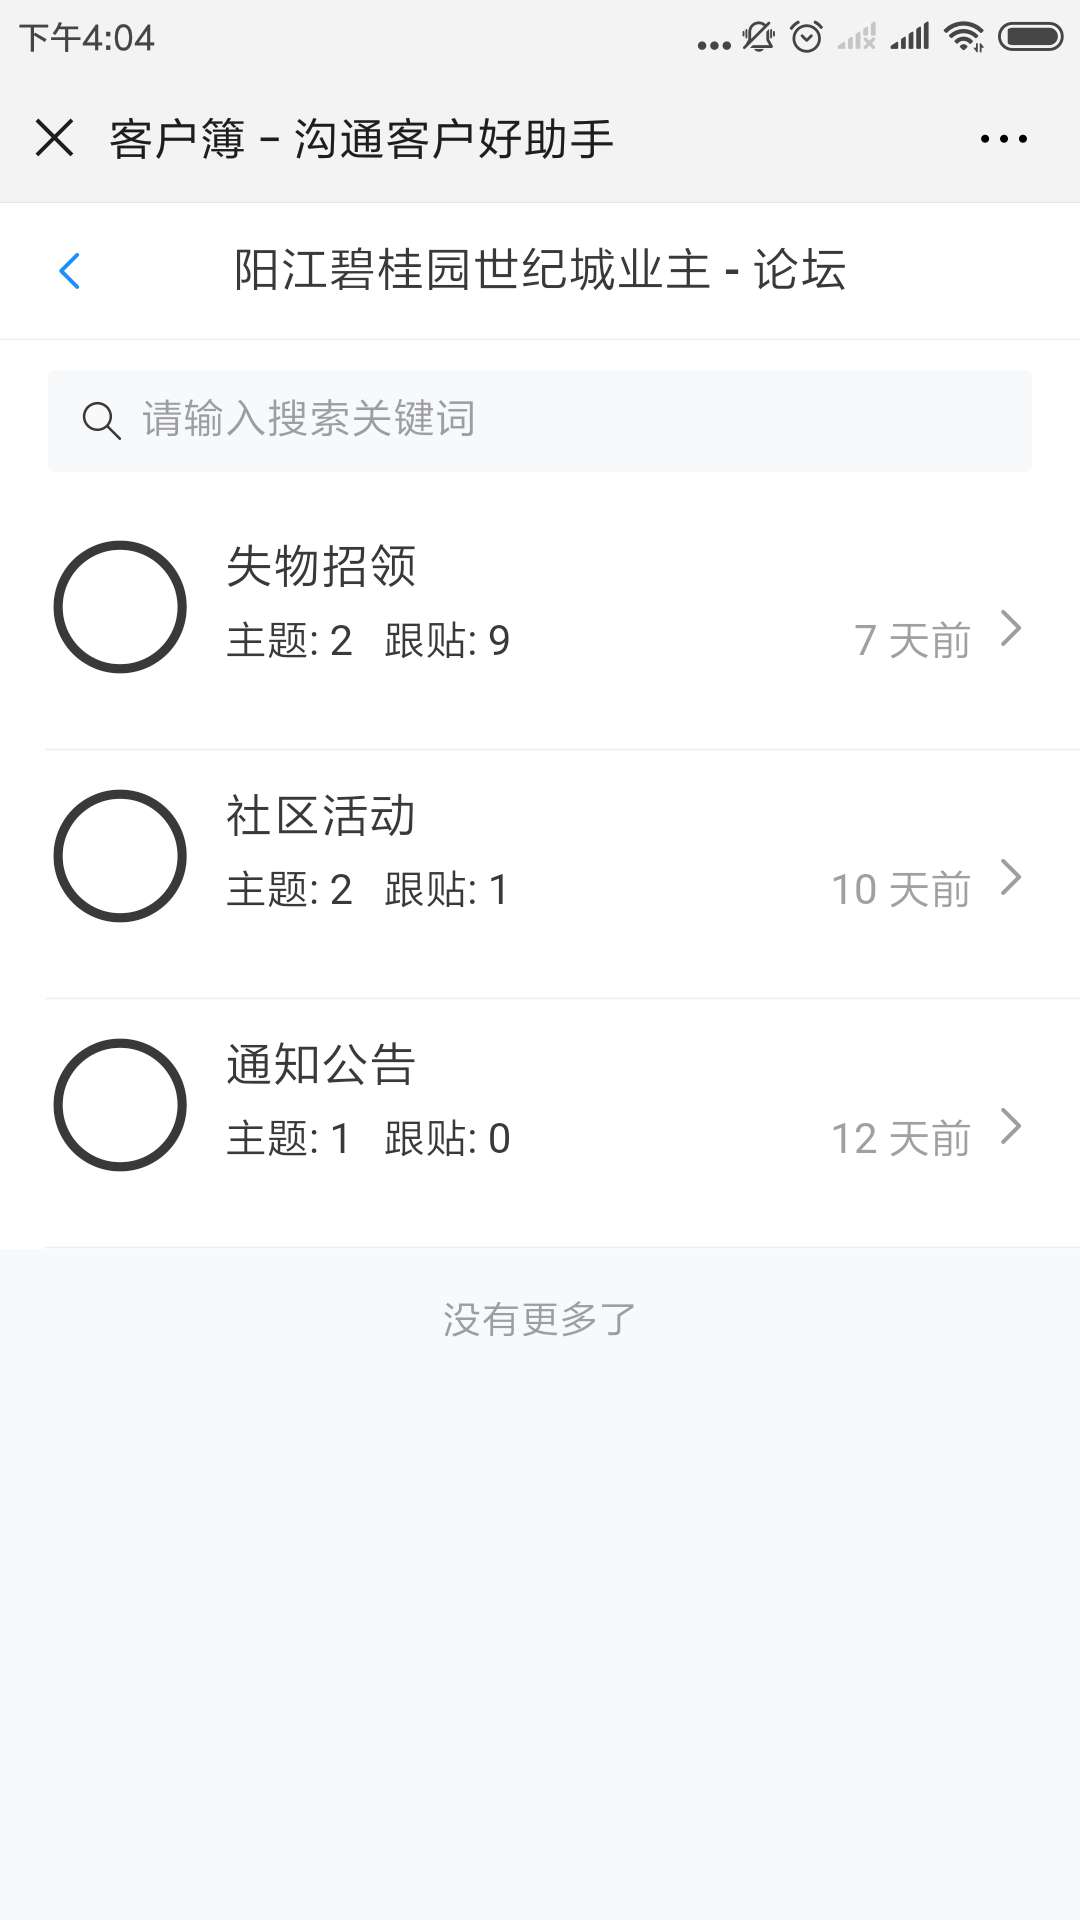 下午4:04
客户簿 – 沟通客户好助手
阳江碧桂园世纪城业主 - 论坛
请输入搜索关键词
失物招领
主题: 2 跟贴: 9 7 天前
社区活动
主题: 2 跟贴: 1 10 天前
通知公告
主题: 1 跟贴: 0 12 天前
没有更多了